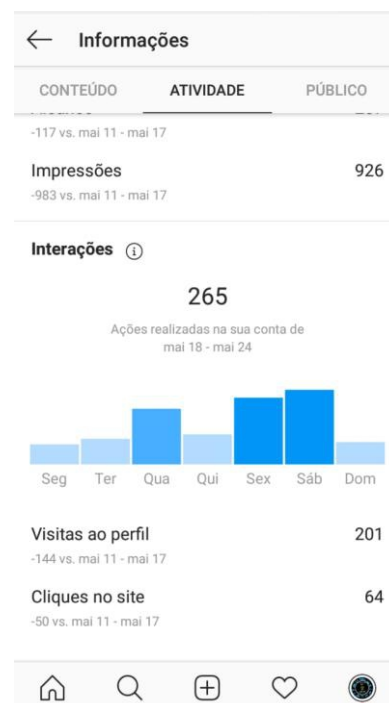 Informações
CONTEÚDO ATIVIDADE PÚBLICO
-117 vs. mai 11 - mai 17
Impressões 926
-983 vs. mai 11 - mai 17
Interações
265
Ações realizadas na sua conta de
mai 18 - mai 24
Seg Ter Qua Qui Sex Sáb Dom
Visitas ao perfil 201
-144 vs. mai 11 - mai 17
Cliques no site 64
-50 vs. mai 11 - mai 17